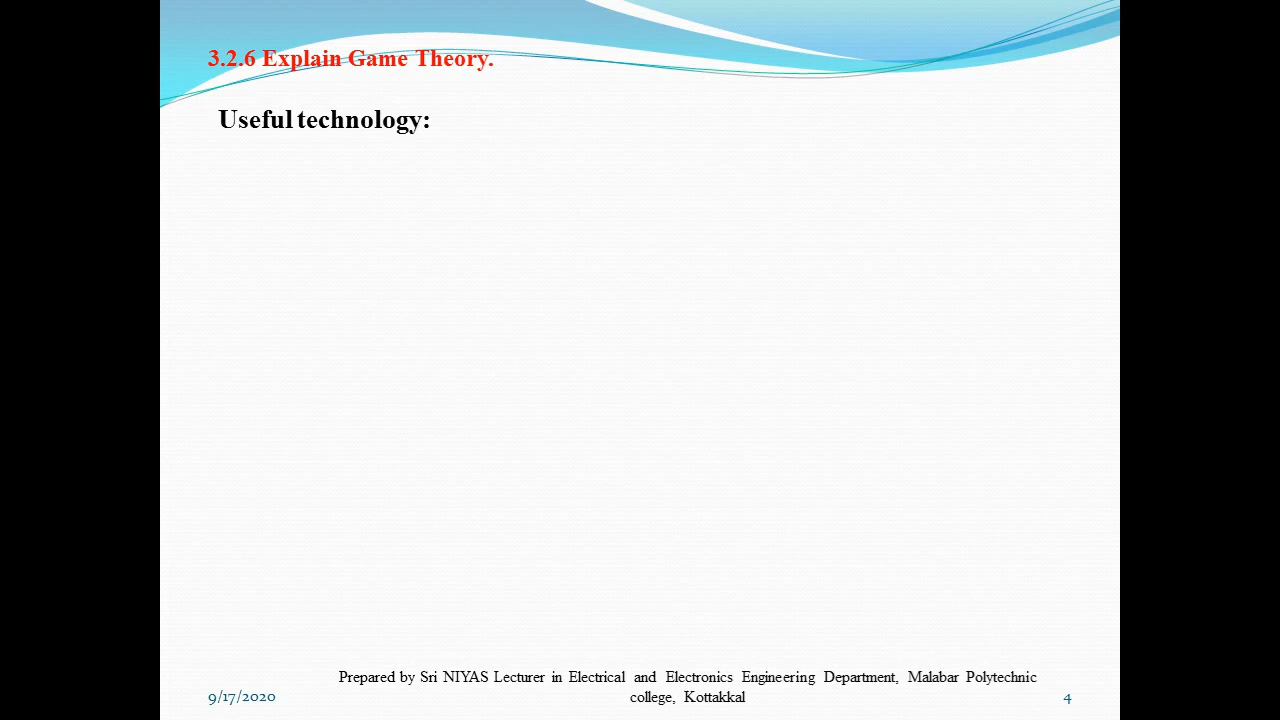 3.2.6 Explain Game Theory.
Useful technology:
Prepared by Sri NIYAS Lecturer in Electrical and Electronics Engineering Department, Malabar Polytechnic
9/17/2020 college, Kottakkal 4